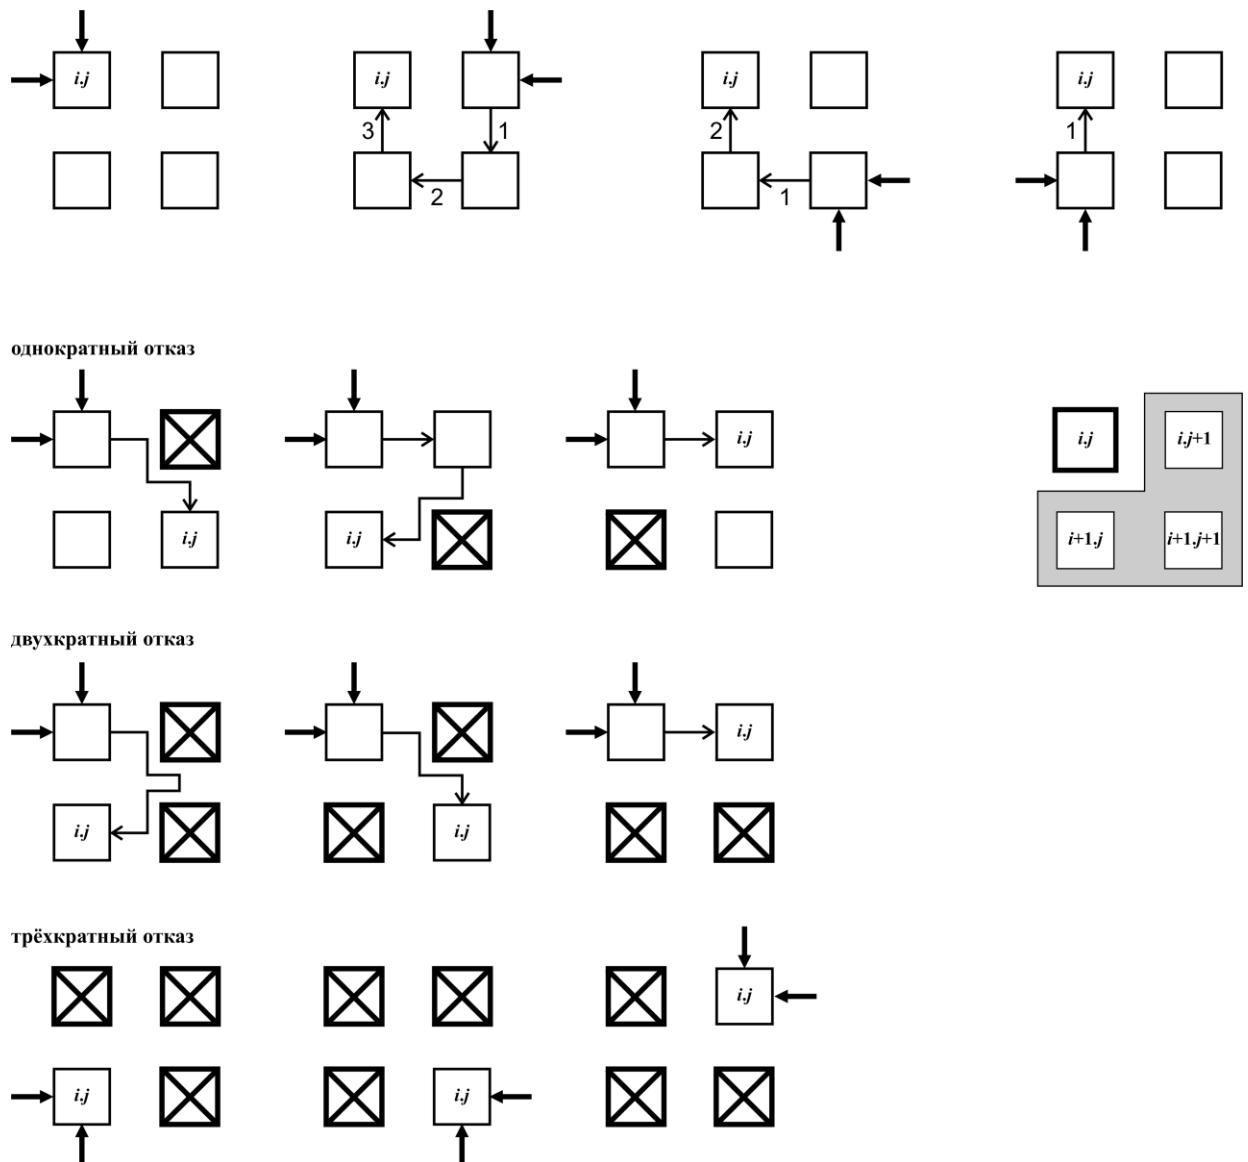 i,j i,j i,j i,j
3 1 2 1
2 1
однократный отказ
i,j i,j i,j+1
i,j i,j i+1,j i+1,j+1
двухкратный отказ
i,j
i,j i,j
трёхкратный отказ
i,j
i,j i,j